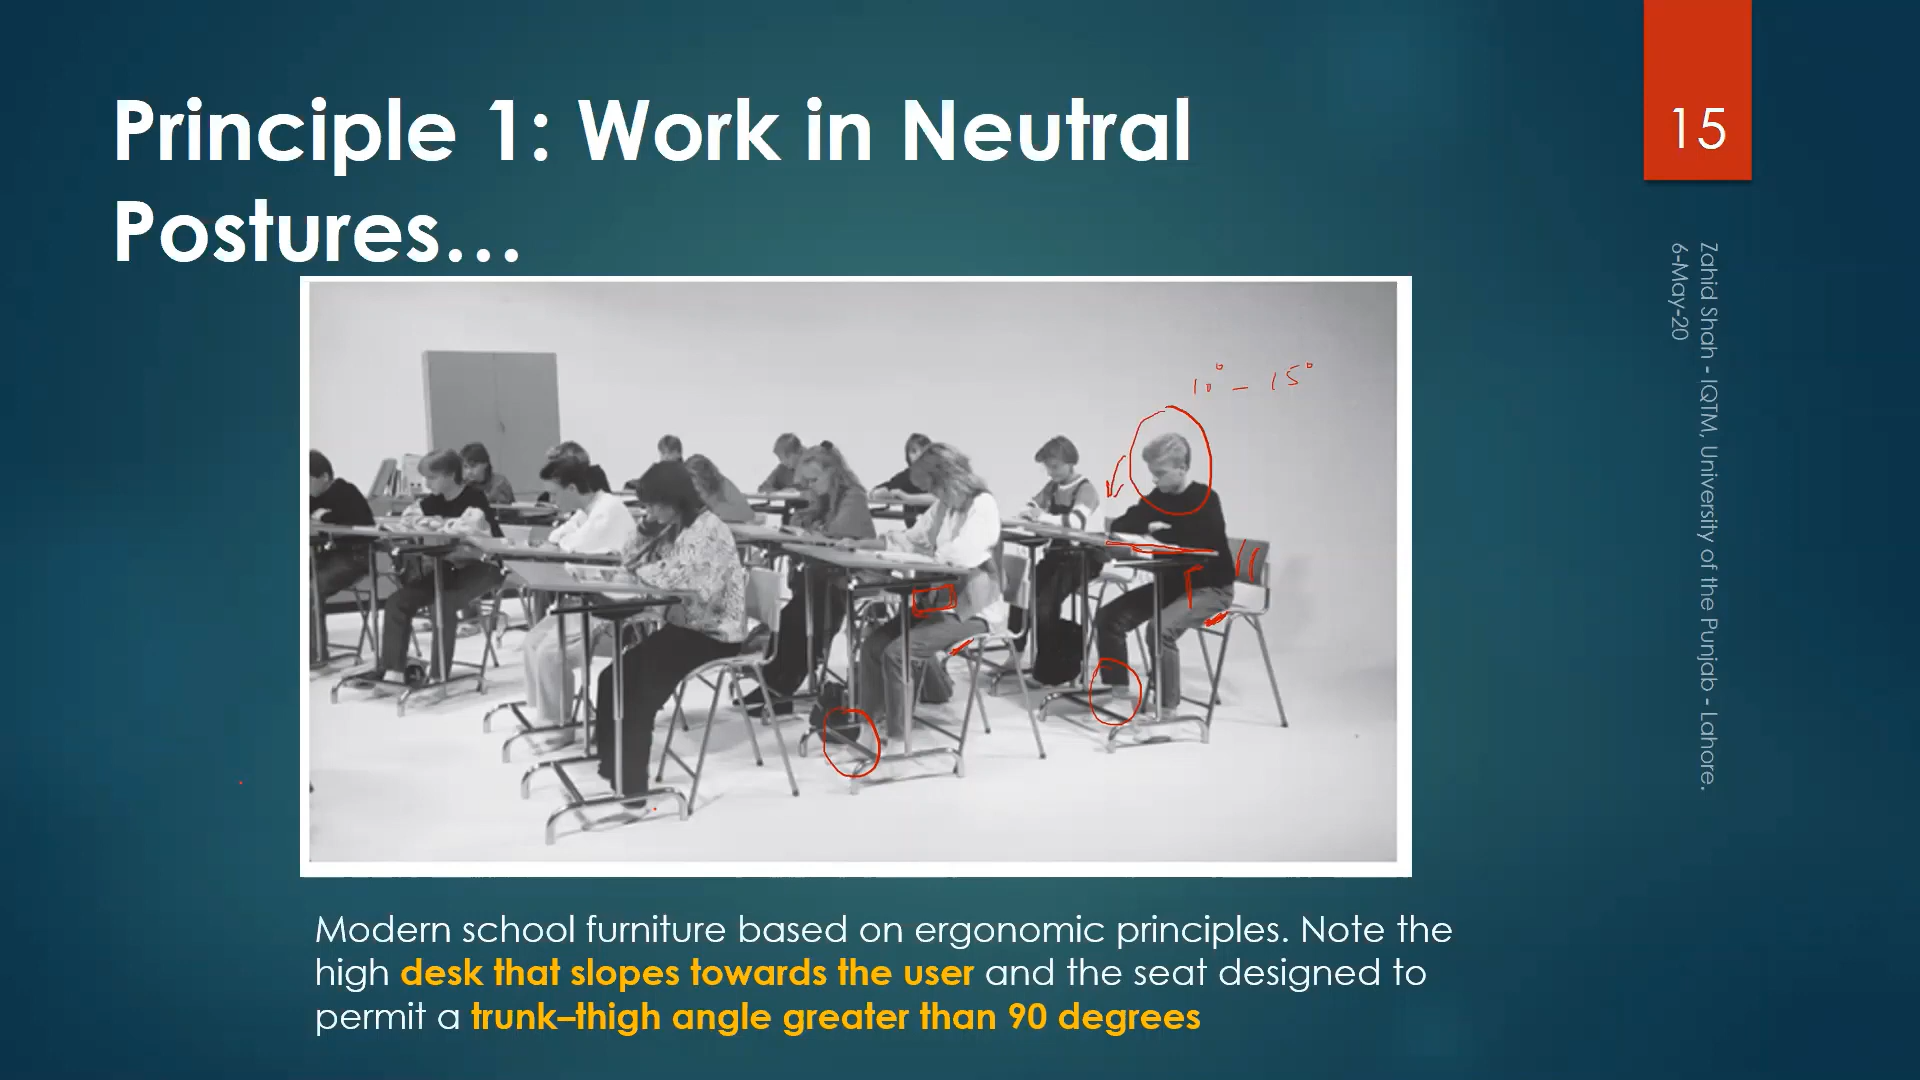 Principle 1: Work in Neutral
Postures...
15
Zahid Shah - IQTM, University of the Punjab - Lahore.
6-May-20
10° - 15°
Modern school furniture based on ergonomic principles. Note the
high desk that slopes towards the user and the seat designed to
permit a trunk–thigh angle greater than 90 degrees